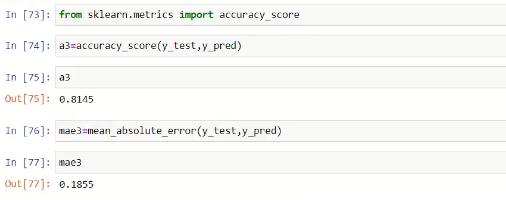 In [73]: from sklearn.metrics import accuracy_score
In [74]: a3=accuracy_score(y_test,y_pred)
In [75]: a3
Out[75]: 0.8145
In [76]: mae3=mean_absolute_error(y_test,y_pred)
In [77]: mae3
Out[77]: 0.1855